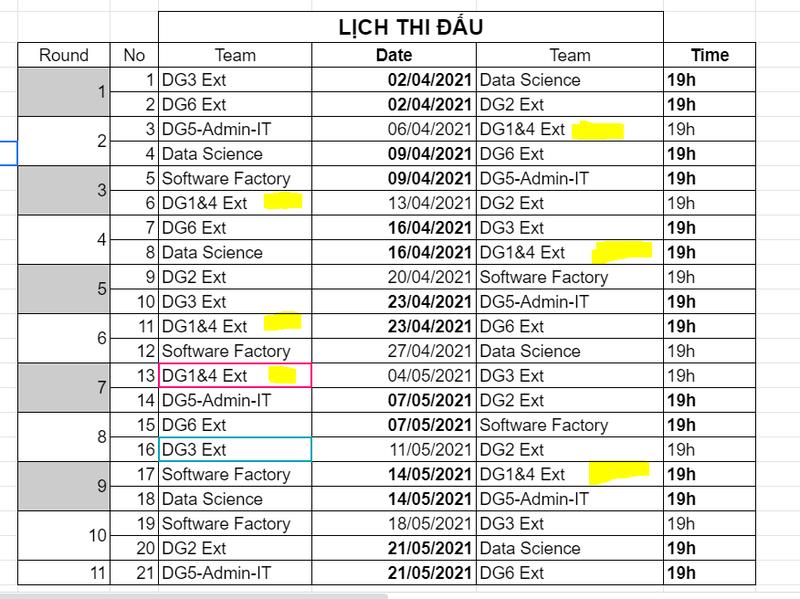 LỊCH THI ĐẤU
Round No Team Date Team Time
1 1 DG3 Ext 02/04/2021 Data Science 19h
2 DG6 Ext 02/04/2021 DG2 Ext 19h
2 3 DG5-Admin-IT 06/04/2021 DG1&4 Ext 19h
4 Data Science 09/04/2021 DG6 Ext 19h
3 5 Software Factory 09/04/2021 DG5-Admin-IT 19h
6 DG1&4 Ext 13/04/2021 DG2 Ext 19h
4 7 DG6 Ext 16/04/2021 DG3 Ext 19h
8 Data Science 16/04/2021 DG1&4 Ext 19h
5 9 DG2 Ext 20/04/2021 Software Factory 19h
10 DG3 Ext 23/04/2021 DG5-Admin-IT 19h
6 11 DG1&4 Ext 23/04/2021 DG6 Ext 19h
12 Software Factory 27/04/2021 Data Science 19h
7 13 DG1&4 Ext 04/05/2021 DG3 Ext 19h
14 DG5-Admin-IT 07/05/2021 DG2 Ext 19h
8 15 DG6 Ext 07/05/2021 Software Factory 19h
16 DG3 Ext 11/05/2021 DG2 Ext 19h
9 17 Software Factory 14/05/2021 DG1&4 Ext 19h
18 Data Science 14/05/2021 DG5-Admin-IT 19h
10 19 Software Factory 18/05/2021 DG3 Ext 19h
20 DG2 Ext 21/05/2021 Data Science 19h
11 21 DG5-Admin-IT 21/05/2021 DG6 Ext 19h